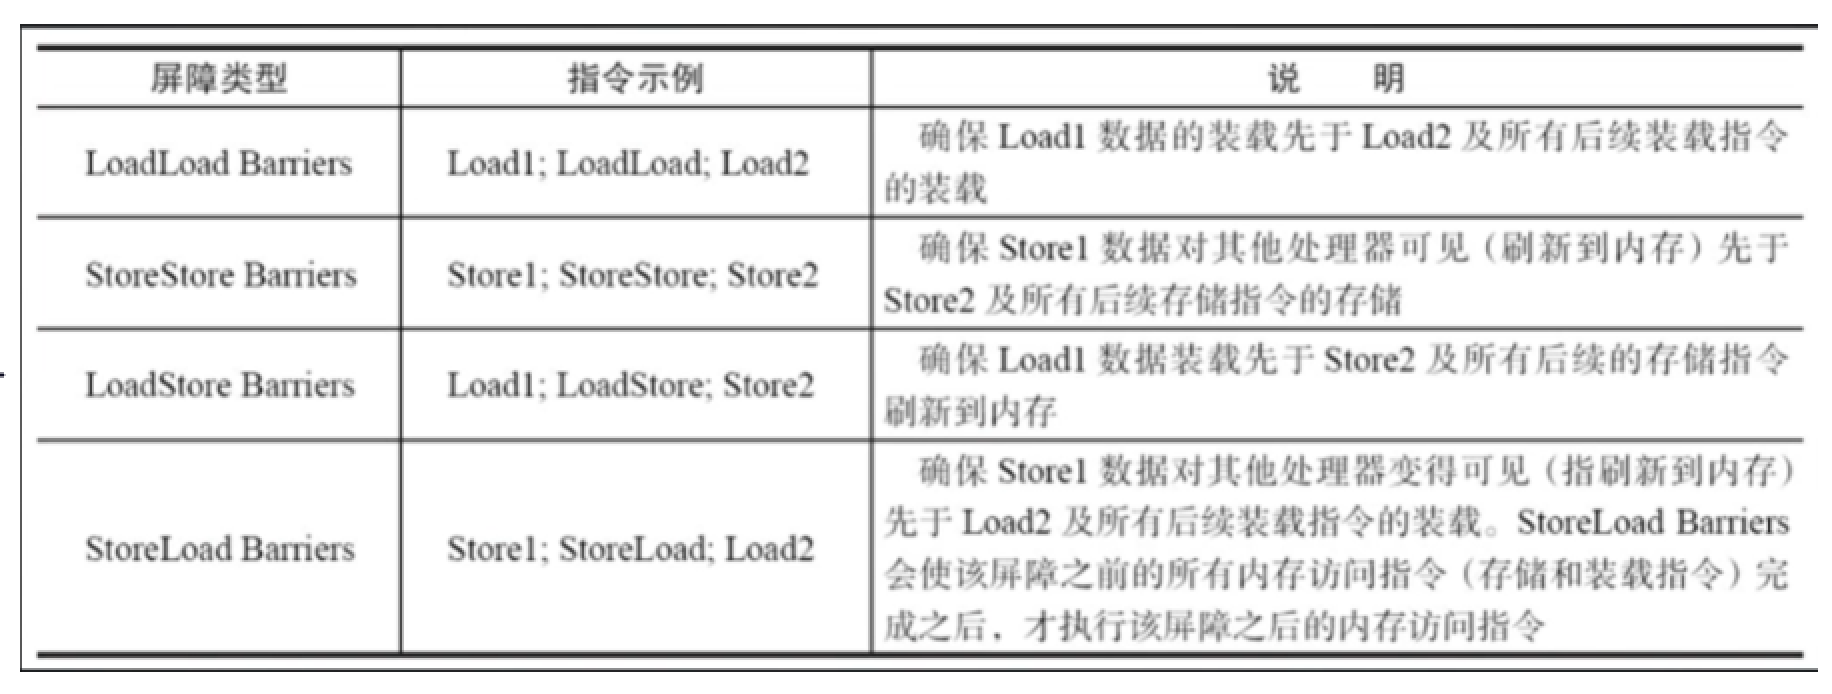 屏障类型 指令示例 说 明
LoadLoad Barriers Load1; LoadLoad; Load2 确保 Load1 数据的装载先于 Load2 及所有后续装载指令
的装载
StoreStore Barriers Store1; StoreStore; Store2 确保 Store1 数据对其他处理器可见（刷新到内存）先于
Store2 及所有后续存储指令的存储
LoadStore Barriers Load1; LoadStore; Store2 确保 Load1 数据装载先于 Store2 及所有后续的存储指令
刷新到内存
StoreLoad Barriers Store1; StoreLoad; Load2 确保 Store1 数据对其他处理器变得可见（指刷新到内存）
先于 Load2 及所有后续装载指令的装载。StoreLoad Barriers
会使该屏障之前的所有内存访问指令（存储和装载指令）完
成之后，才执行该屏障之后的内存访问指令